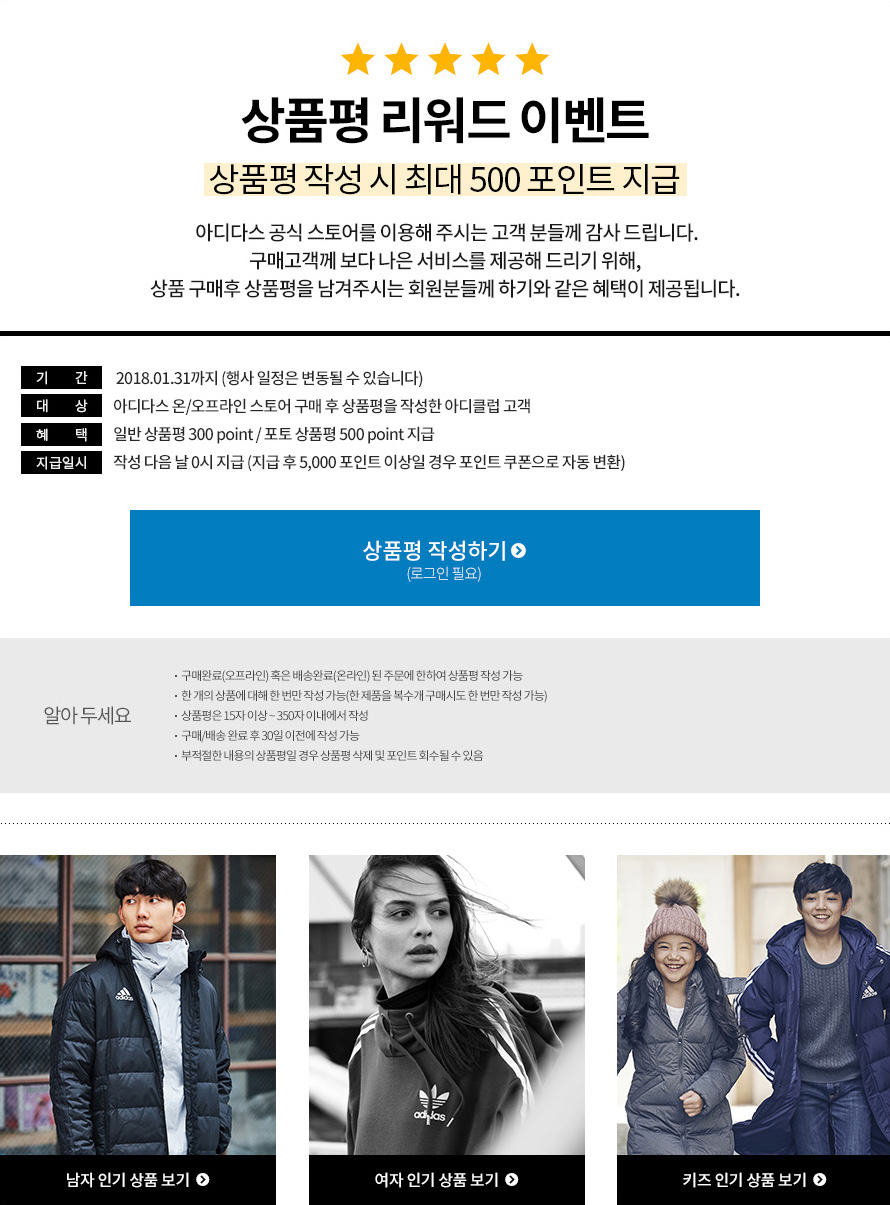 상품평 리워드 이벤트
상품평 작성 시 최대 500 포인트 지급
아디다스 공식 스토어를 이용해 주시는 고객 분들께 감사 드립니다.
구매고객께 보다 나은 서비스를 제공해 드리기 위해,
상품 구매후 상품평을 남겨주시는 회원분들께 하기와 같은 혜택이 제공됩니다.
기 간 2018.01.31까지 (행사 일정은 변동될 수 있습니다)
대 상 아디다스 온/오프라인 스토어 구매 후 상품평을 작성한 아디클럽 고객
혜 택 일반 상품평 300 point / 포토 상품평 500 point 지급
지급일시 작성 다음 날 0시 지급 (지급 후 5,000 포인트 이상일 경우 포인트 쿠폰으로 자동 변환)
상품평 작성하기
(로그인 필요)
알아 두세요
· 구매완료(오프라인) 혹은 배송완료(온라인) 된 주문에 한하여 상품평 작성 가능
· 한 개의 상품에 대해 한 번만 작성 가능(한 제품을 복수개 구매시도 한 번만 작성 가능)
· 상품평은 15자 이상 ~ 350자 이내에서 작성
· 구매/배송 완료 후 30일 이전에 작성 가능
· 부적절한 내용의 상품평일 경우 상품평 삭제 및 포인트 회수될 수 있음
adidas
adidas
adidas
남자 인기 상품 보기
여자 인기 상품 보기
키즈 인기 상품 보기